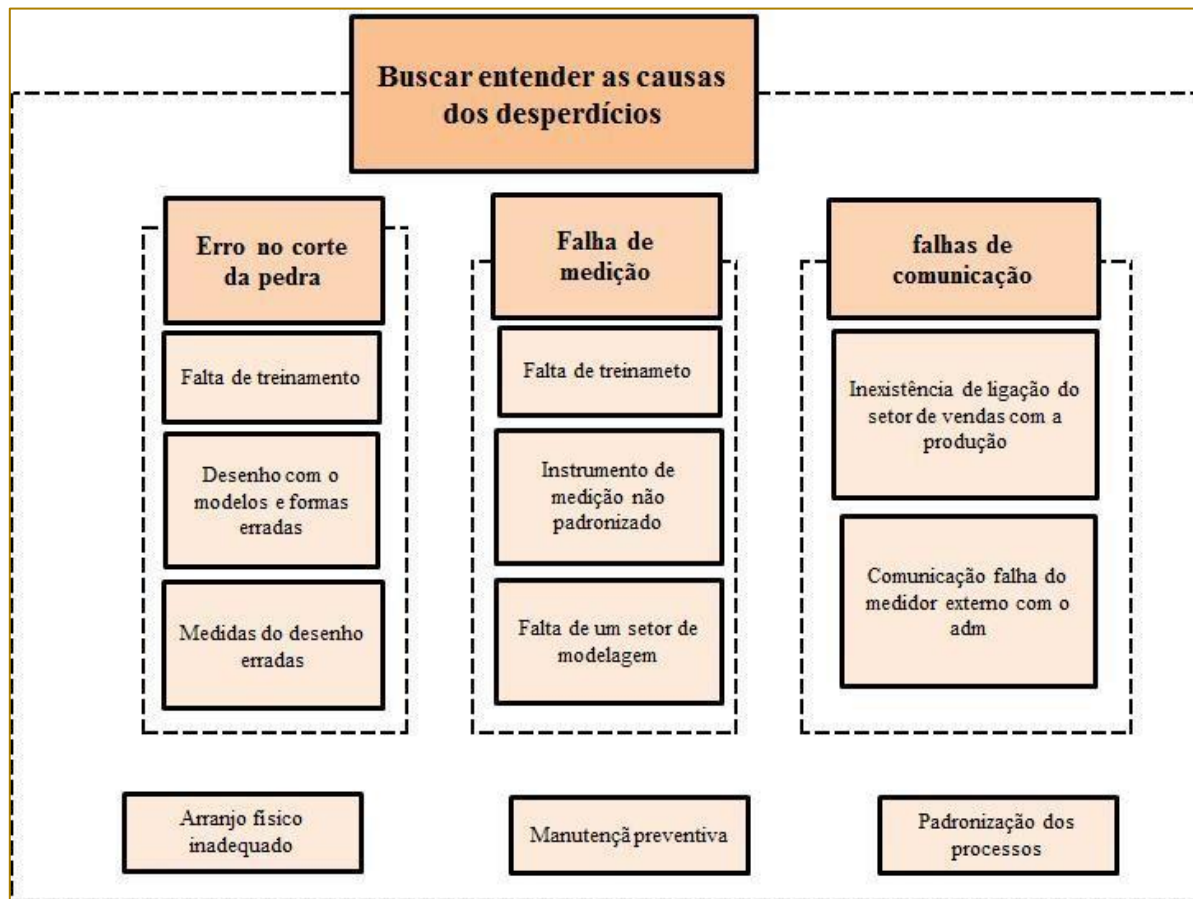 Buscar entender as causas
dos desperdícios
Erro no corte
da pedra
Falta de treinamento
Desenho com o
modelos e formas
erradas
Medidas do desenho
erradas
Falha de
medição
Falta de treinameto
Instrumento de
medição não
padronizado
Falta de um setor de
modelagem
falhas de
comunicação
Inexistência de ligação do
setor de vendas com a
produção
Comunicação falha do
medidor externo com o
adm
Arranjo físico
inadequado
Manutençã preventiva
Padronização dos
processos